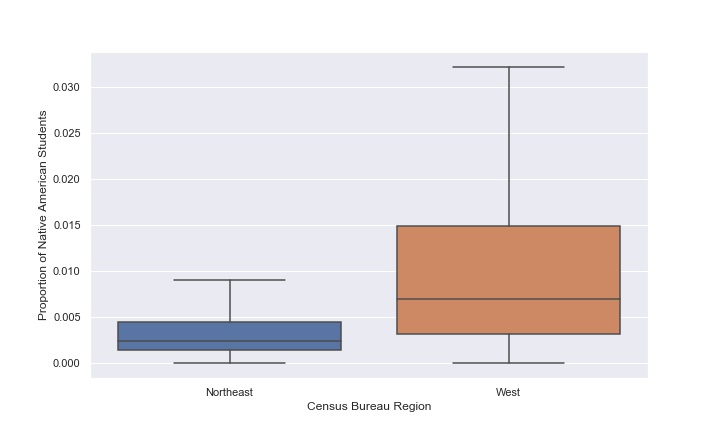 0.030
0.025
0.020
0.015
0.010
0.005
0.000
Proportion of Native American Students
Northeast
West
Census Bureau Region